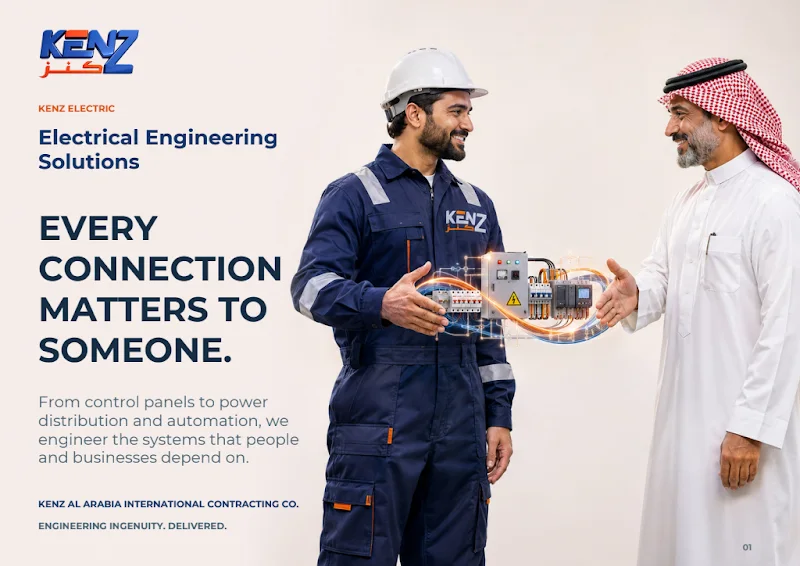 KENZ
كنز
KENZ ELECTRIC
Electrical Engineering
Solutions
EVERY
CONNECTION
MATTERS TO
SOMEONE.
From control panels to power
distribution and automation, we
engineer the systems that people
and businesses depend on.
KENZ AL ARABIA INTERNATIONAL CONTRACTING CO.
ENGINEERING INGENUITY. DELIVERED.
KENZ
كنز
01